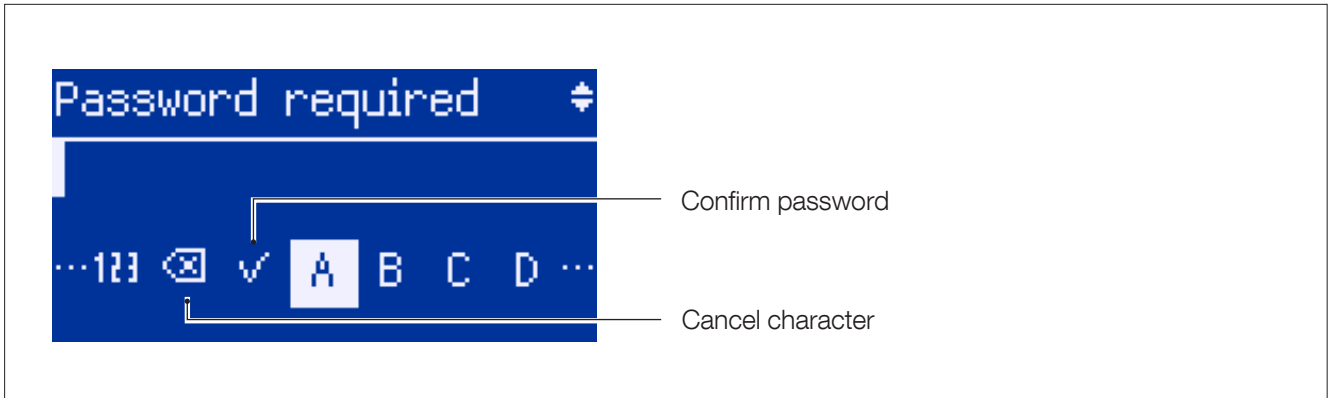 Password required
Confirm password
...123 ✓ A B C D ...
Cancel character